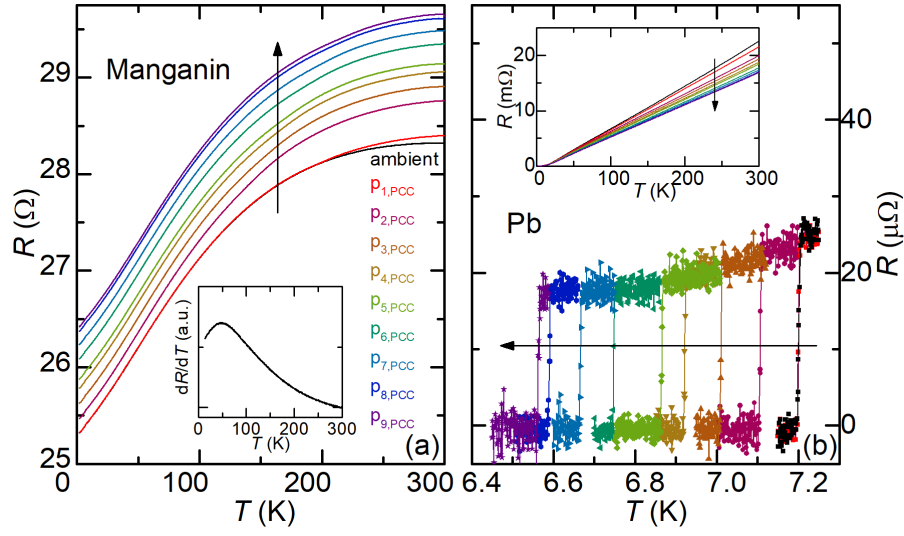 Manganin
R (Ω)
29
28
27
26
25
ambient
p1,PCC
p2,PCC
p3,PCC
p4,PCC
p5,PCC
p6,PCC
p7,PCC
p8,PCC
p9,PCC
dR/dT (a.u.)
0 100 200 300
T (K)
(a)
0 100 200 300
T (K)
R (mΩ)
20
10
0
0 100 200 300
T (K)
Pb
40
20
0
R (μΩ)
(b)
6.4 6.6 6.8 7.0 7.2
T (K)